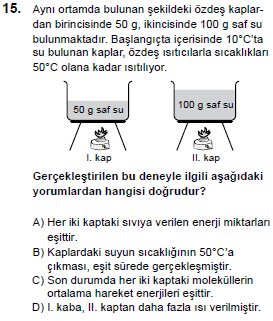 15. Aynı ortamda bulunan şekildeki özdeş kaplar-
dan birincisinde 50 g, ikincisinde 100 g saf su
bulunmaktadır. Başlangıçta içerisinde 10°C'ta
su bulunan kaplar, özdeş ısıtıcılarla sıcaklıkları
50°C olana kadar ısıtılıyor.
50 g saf su
100 g saf su
I. kap
II. kap
Gerçekleştirilen bu deneyle ilgili aşağıdaki
yorumlardan hangisi doğrudur?
A) Her iki kaptaki sıvıya verilen enerji miktarları
eşittir.
B) Kaplardaki suyun sıcaklığının 50°C'a
çıkması, eşit sürede gerçekleşmiştir.
C) Son durumda her iki kaptaki moleküllerin
ortalama hareket enerjileri eşittir.
D) I. kaba, II. kaptan daha fazla ısı verilmiştir.